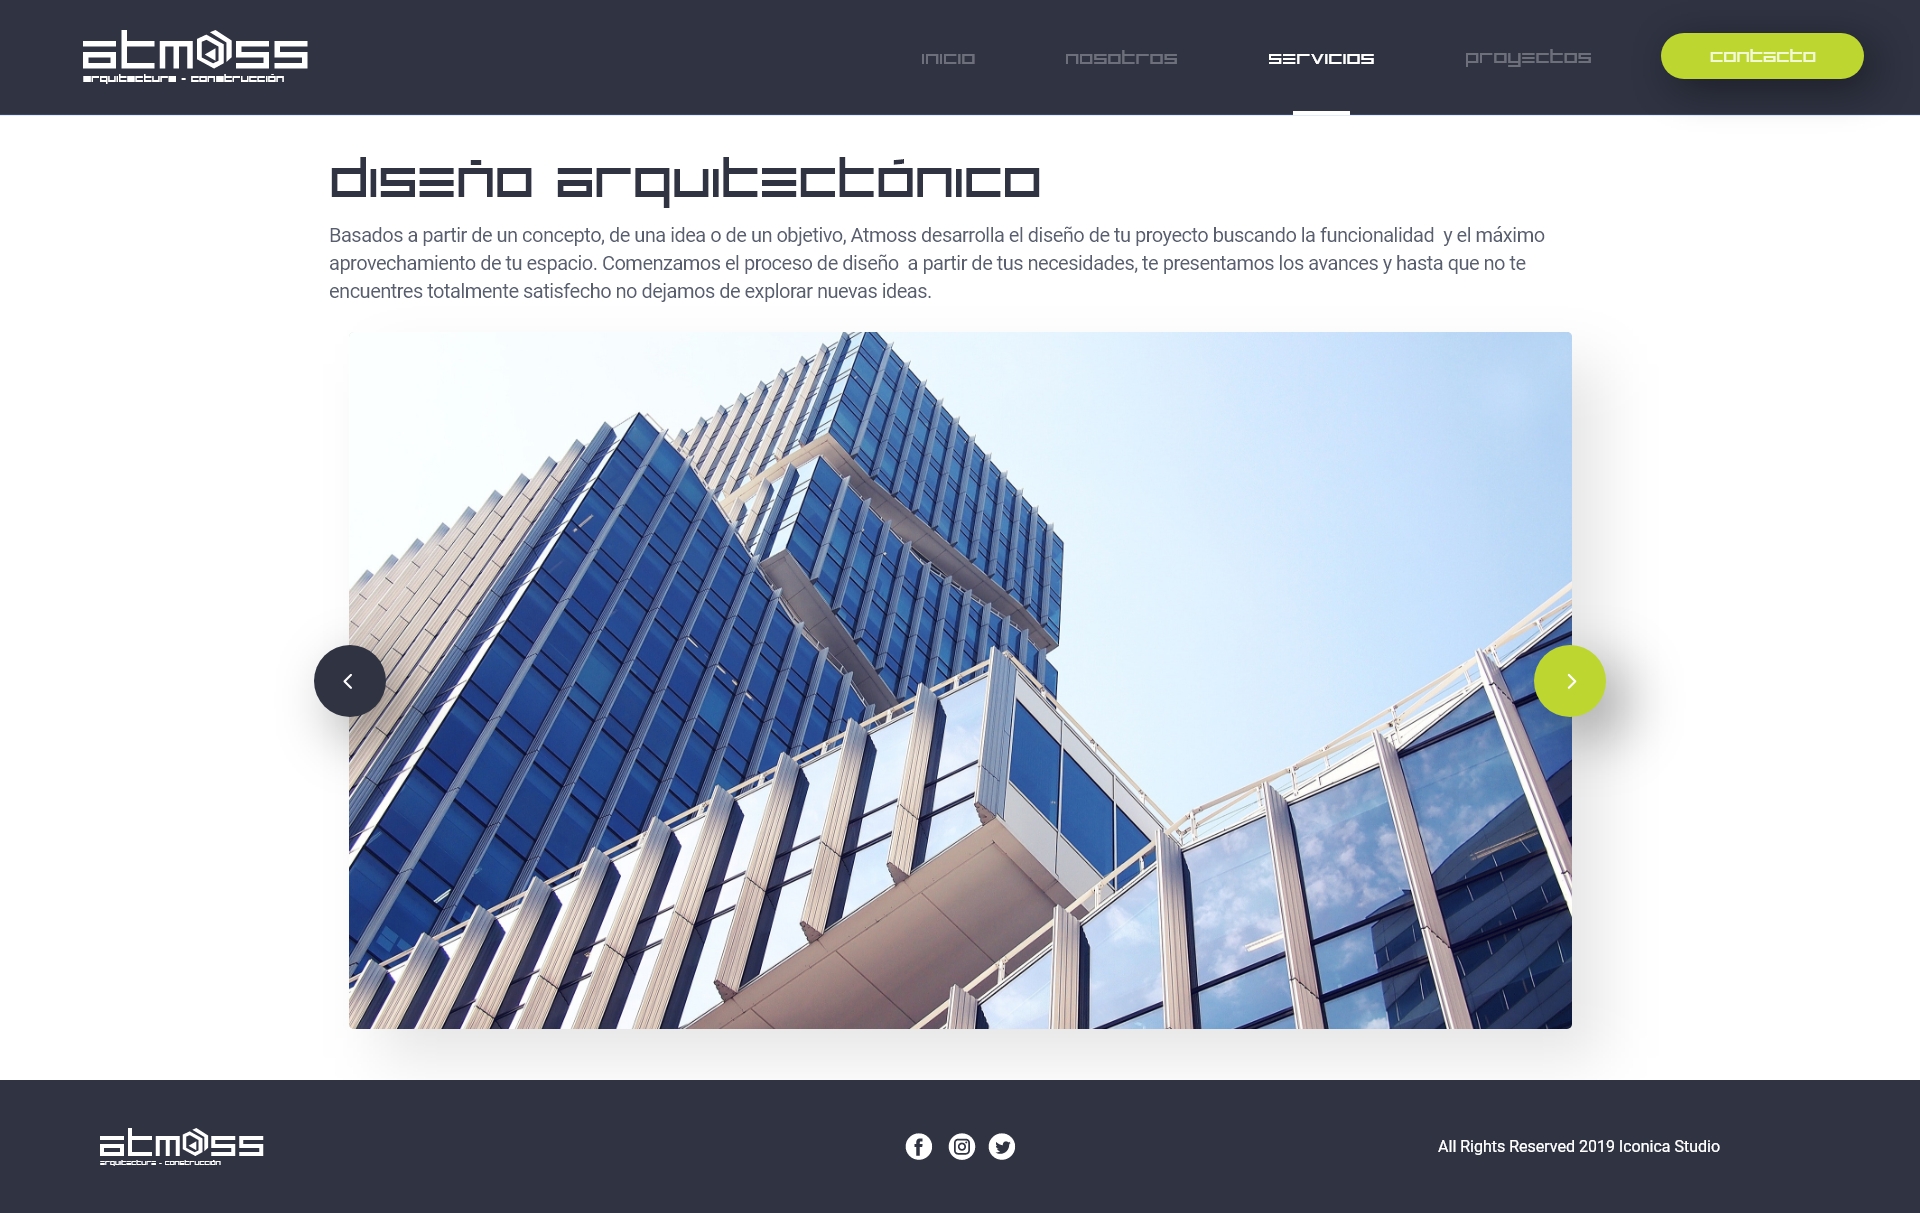 atmoss
arquitectura - construcción
inicio nosotros servicios proyectos contacto
diseño arquitectónico
Basados a partir de un concepto, de una idea o de un objetivo, Atmoss desarrolla el diseño de tu proyecto buscando la funcionalidad  y el máximo
aprovechamiento de tu espacio. Comenzamos el proceso de diseño  a partir de tus necesidades, te presentamos los avances y hasta que no te
encuentres totalmente satisfecho no dejamos de explorar nuevas ideas.
atmoss
arquitectura - construcción
All Rights Reserved 2019 Iconica Studio